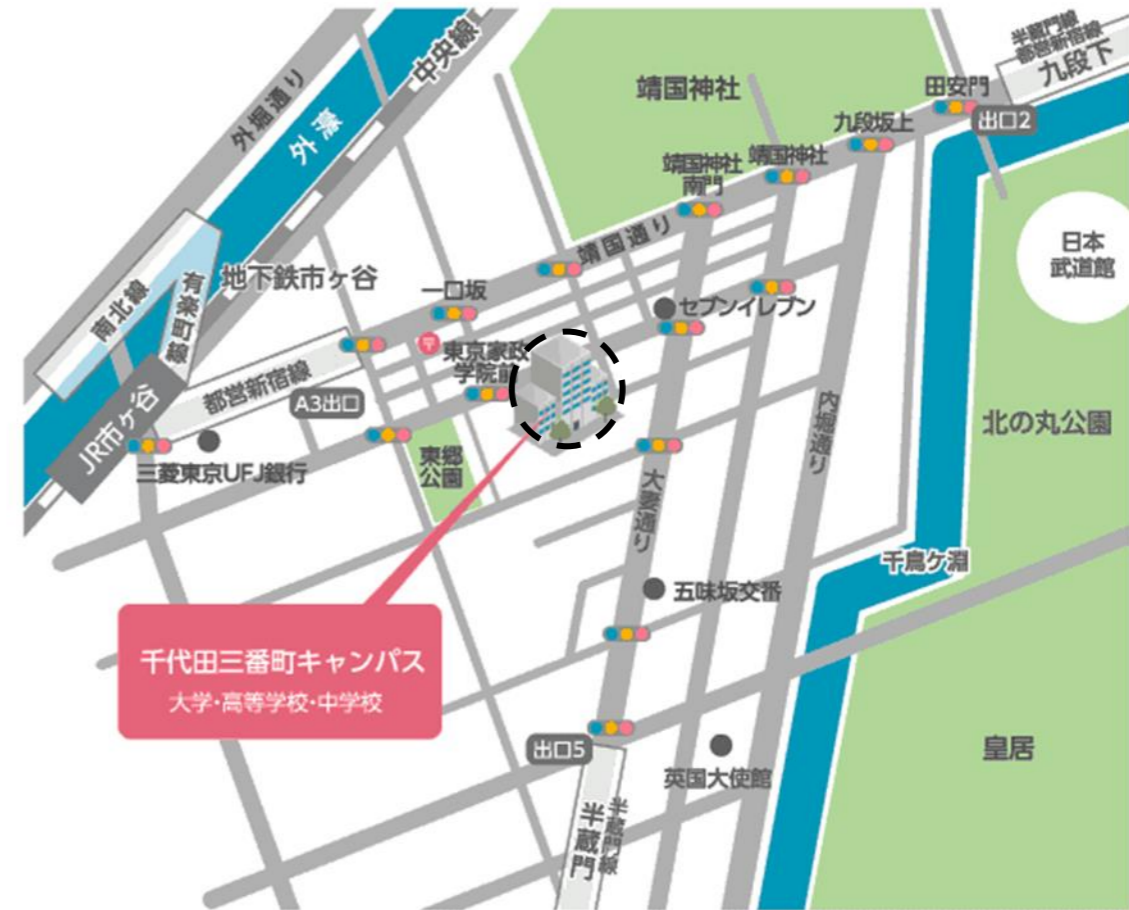 半蔵門線
都営新宿線
九段下
田安門
出口2
中央線
外堀通り
外濠
靖国神社
九段坂上
靖国神社
靖国神社
南門
日本
武道館
靖国通り
地下鉄市ヶ谷
有楽町線
南北線
一口坂
セブンイレブン
〒
東京家政
学院前
都営新宿線
A3出口
JR市ヶ谷
三菱東京UFJ銀行
東郷
公園
内堀通り
北の丸公園
大妻通り
千鳥ケ淵
五味坂交番
千代田三番町キャンパス
大学・高等学校・中学校
出口5
英国大使館
皇居
半蔵門線
半蔵門